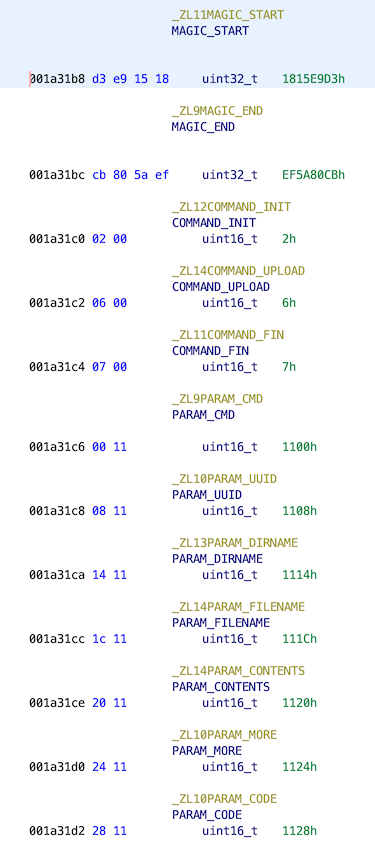 _ZL11MAGIC_START
MAGIC_START
001a31b8 d3 e9 15 18 uint32_t 1815E9D3h
_ZL9MAGIC_END
MAGIC_END
001a31bc cb 80 5a ef uint32_t EF5A80CBh
_ZL12COMMAND_INIT
COMMAND_INIT
001a31c0 02 00 uint16_t 2h
_ZL14COMMAND_UPLOAD
COMMAND_UPLOAD
001a31c2 06 00 uint16_t 6h
_ZL11COMMAND_FIN
COMMAND_FIN
001a31c4 07 00 uint16_t 7h
_ZL9PARAM_CMD
PARAM_CMD
001a31c6 00 11 uint16_t 1100h
_ZL10PARAM_UUID
PARAM_UUID
001a31c8 08 11 uint16_t 1108h
_ZL13PARAM_DIRNAME
PARAM_DIRNAME
001a31ca 14 11 uint16_t 1114h
_ZL14PARAM_FILENAME
PARAM_FILENAME
001a31cc 1c 11 uint16_t 111Ch
_ZL14PARAM_CONTENTS
PARAM_CONTENTS
001a31ce 20 11 uint16_t 1120h
_ZL10PARAM_MORE
PARAM_MORE
001a31d0 24 11 uint16_t 1124h
_ZL10PARAM_CODE
PARAM_CODE
001a31d2 28 11 uint16_t 1128h